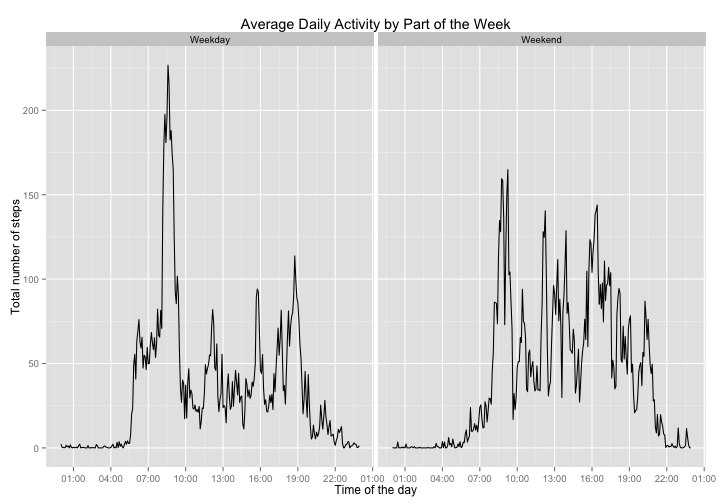 Average Daily Activity by Part of the Week
Weekday Weekend
Total number of steps
200
150
100
50
0
01:00 04:00 07:00 10:00 13:00 16:00 19:00 22:00 01:00 01:00 04:00 07:00 10:00 13:00 16:00 19:00 22:00 01:00
Time of the day